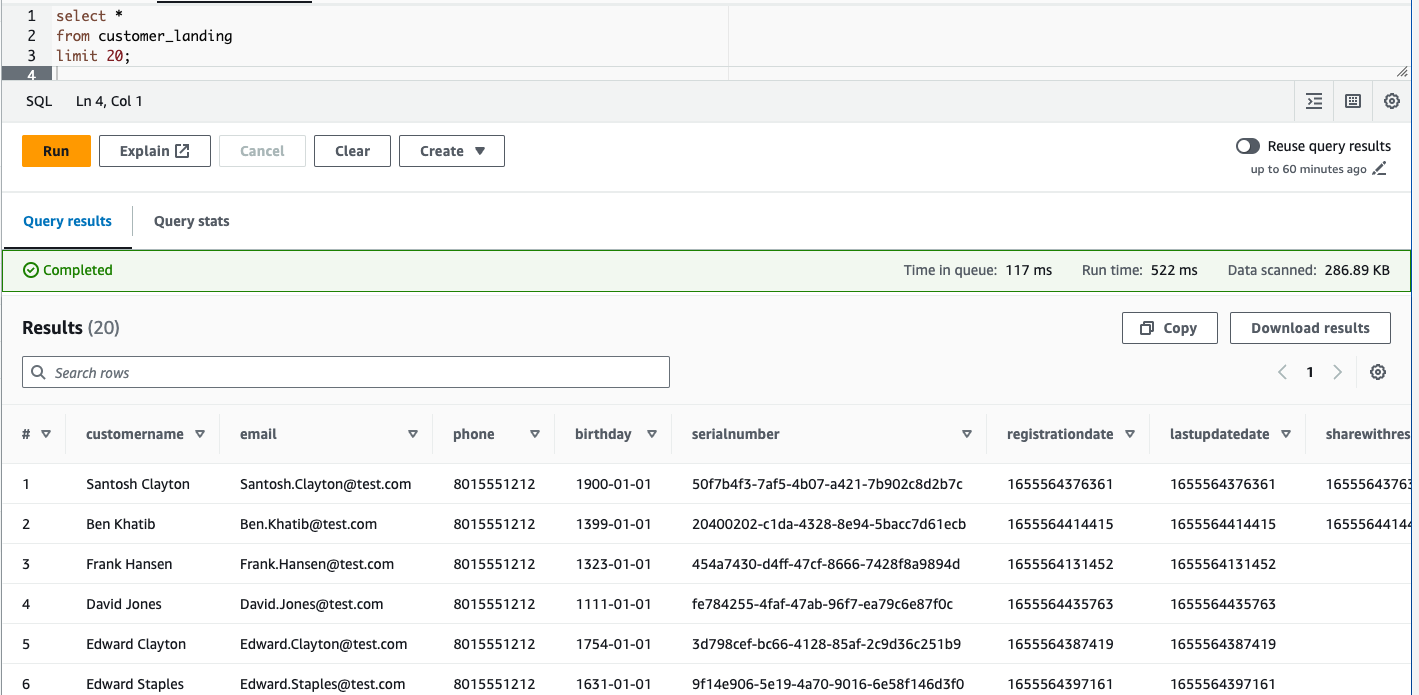 1 select *
2 from customer_landing
3 limit 20;
4
SQL Ln 4, Col 1
Run Explain Cancel Clear Create Reuse query results
up to 60 minutes ago
Query results Query stats
Completed Time in queue: 117 ms Run time: 522 ms Data scanned: 286.89 KB
Results (20) Copy Download results
Search rows 1
# customername email phone birthday serialnumber registrationdate lastupdatedate sharewithres
1 Santosh Clayton Santosh.Clayton@test.com 8015551212 1900-01-01 50f7b4f3-7af5-4b07-a421-7b902c8d2b7c 1655564376361 1655564376361 16555643763
2 Ben Khatib Ben.Khatib@test.com 8015551212 1399-01-01 20400202-c1da-4328-8e94-5bacc7d61ecb 1655564414415 1655564414415 16555644144
3 Frank Hansen Frank.Hansen@test.com 8015551212 1323-01-01 454a7430-d4ff-47cf-8666-7428f8a9894d 1655564131452 1655564131452
4 David Jones David.Jones@test.com 8015551212 1111-01-01 fe784255-4faf-47ab-96f7-ea79c6e87f0c 1655564435763 1655564435763
5 Edward Clayton Edward.Clayton@test.com 8015551212 1754-01-01 3d798cef-bc66-4128-85af-2c9d36c251b9 1655564387419 1655564387419
6 Edward Staples Edward.Staples@test.com 8015551212 1631-01-01 9f14e906-5e19-4a70-9016-6e58f146d3f0 1655564397161 1655564397161